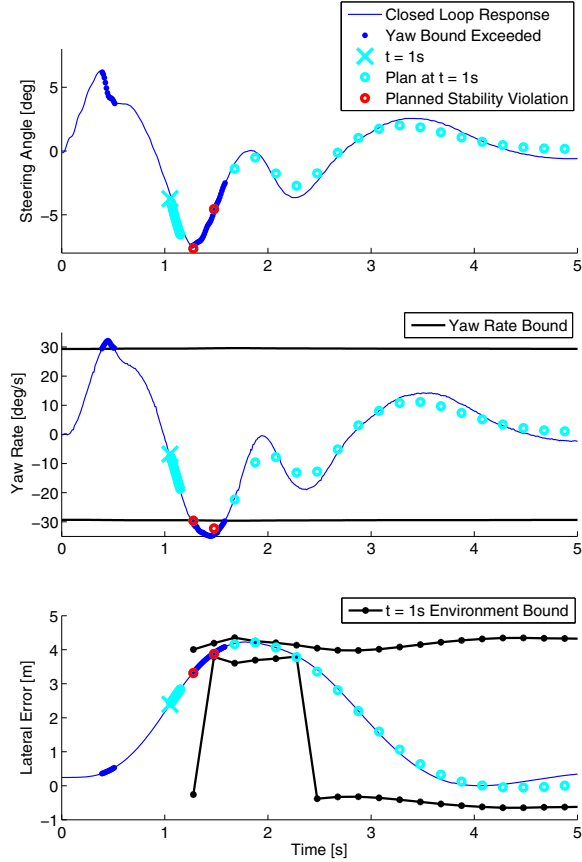 Closed Loop Response
Yaw Bound Exceeded
t = 1s
Plan at t = 1s
Planned Stability Violation
Steering Angle [deg]
5
0
−5
0 1 2 3 4 5
Yaw Rate Bound
Yaw Rate [deg/s]
30
20
10
0
−10
−20
−30
0 1 2 3 4 5
t = 1s Environment Bound
Lateral Error [m]
5
4
3
2
1
0
−1
0 1 2 3 4 5
Time [s]